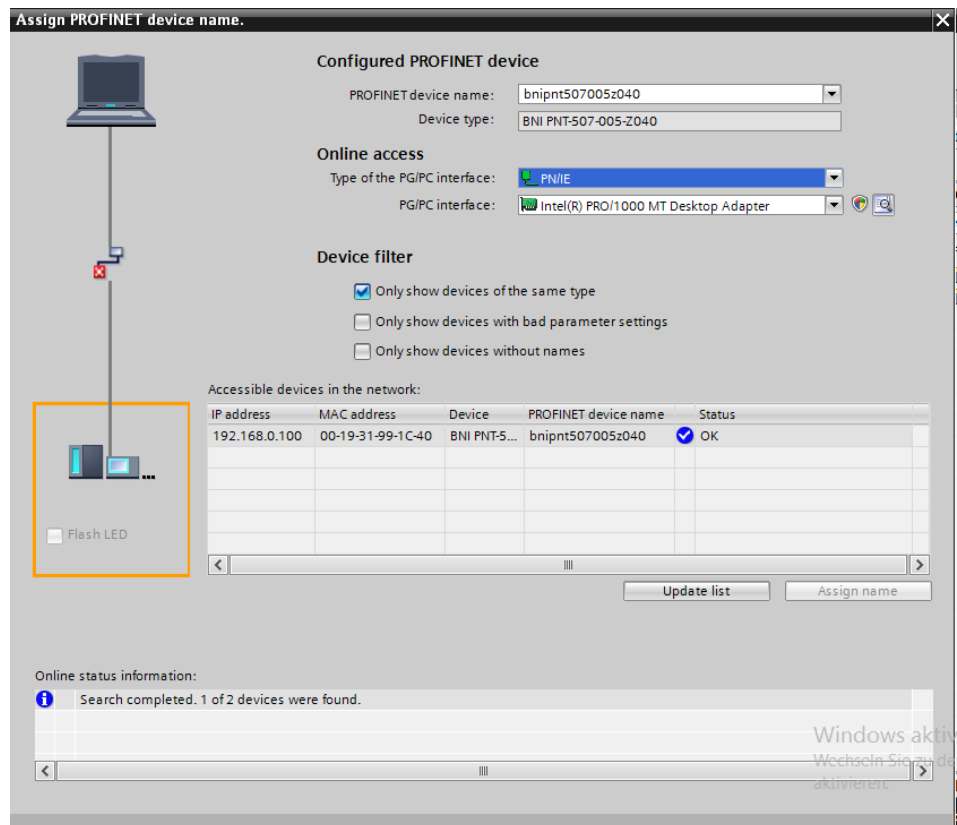 Assign PROFINET device name.
Configured PROFINET device
PROFINET device name: bnipnt507005z040
Device type: BNI PNT-507-005-Z040
Online access
Type of the PG/PC interface: PN/IE
PG/PC interface: Intel(R) PRO/1000 MT Desktop Adapter
Device filter
Only show devices of the same type
Only show devices with bad parameter settings
Only show devices without names
Accessible devices in the network:
IP address MAC address Device PROFINET device name Status
192.168.0.100 00-19-31-99-1C-40 BNI PNT-5... bnipnt507005z040 OK
Flash LED
Update list Assign name
Online status information:
Search completed. 1 of 2 devices were found.
Windows aktiv
Wechseln Sie zu de
aktivieren.